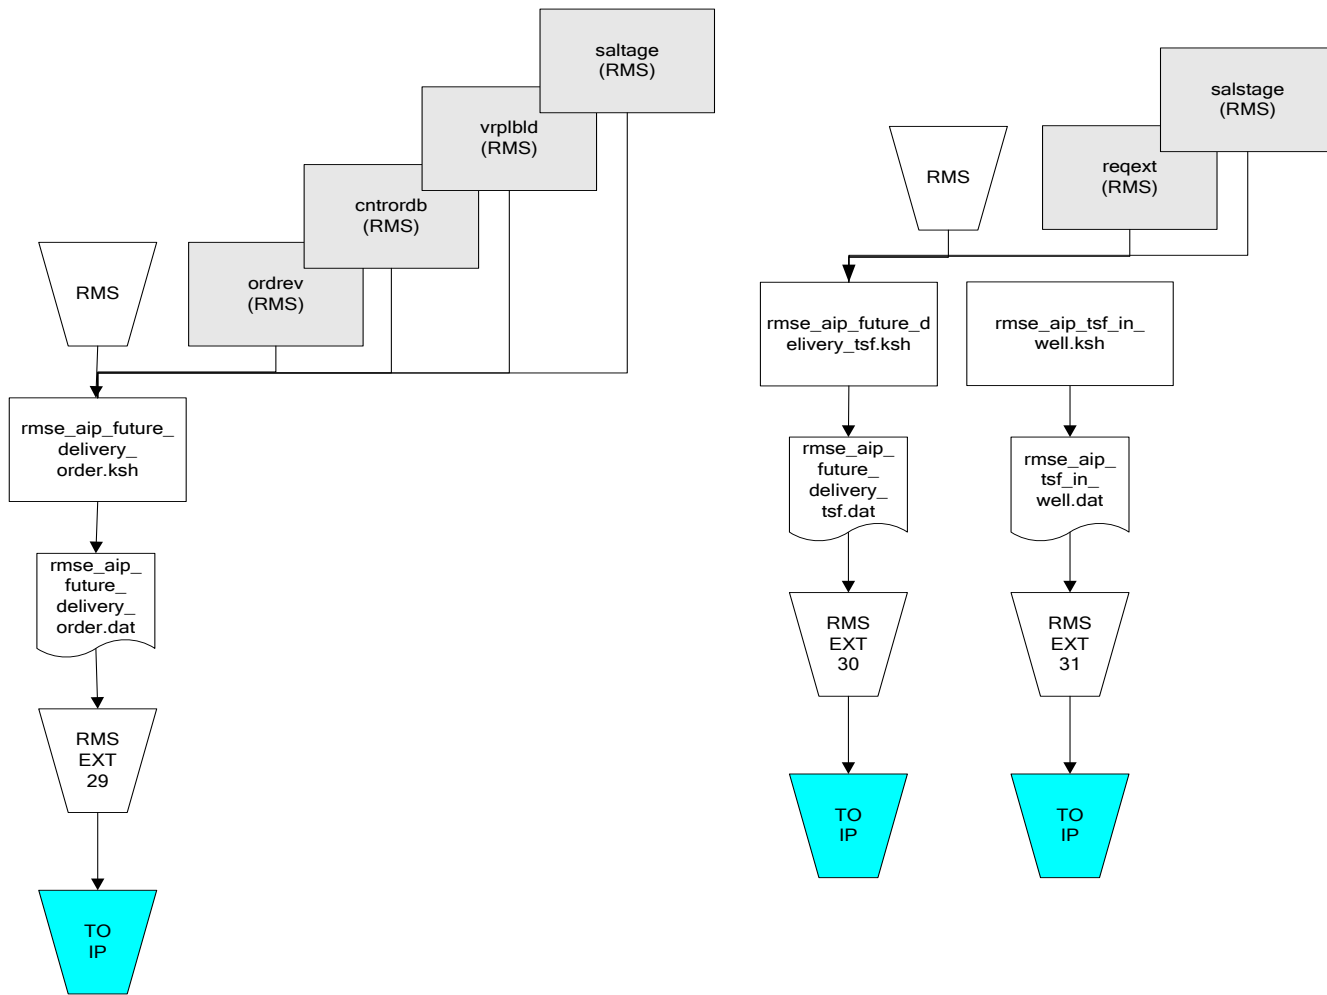 saltage
(RMS)
vrplbld
(RMS)
cntrordb
(RMS)
ordrev
(RMS)
RMS
rmse_aip_future_
delivery_
order.ksh
rmse_aip_
future_
delivery_
order.dat
RMS
EXT
29
TO
IP
salstage
(RMS)
reqext
(RMS)
RMS
rmse_aip_future_d
elivery_tsf.ksh
rmse_aip_
future_
delivery_
tsf.dat
RMS
EXT
30
TO
IP
rmse_aip_tsf_in_
well.ksh
rmse_aip_
tsf_in_
well.dat
RMS
EXT
31
TO
IP